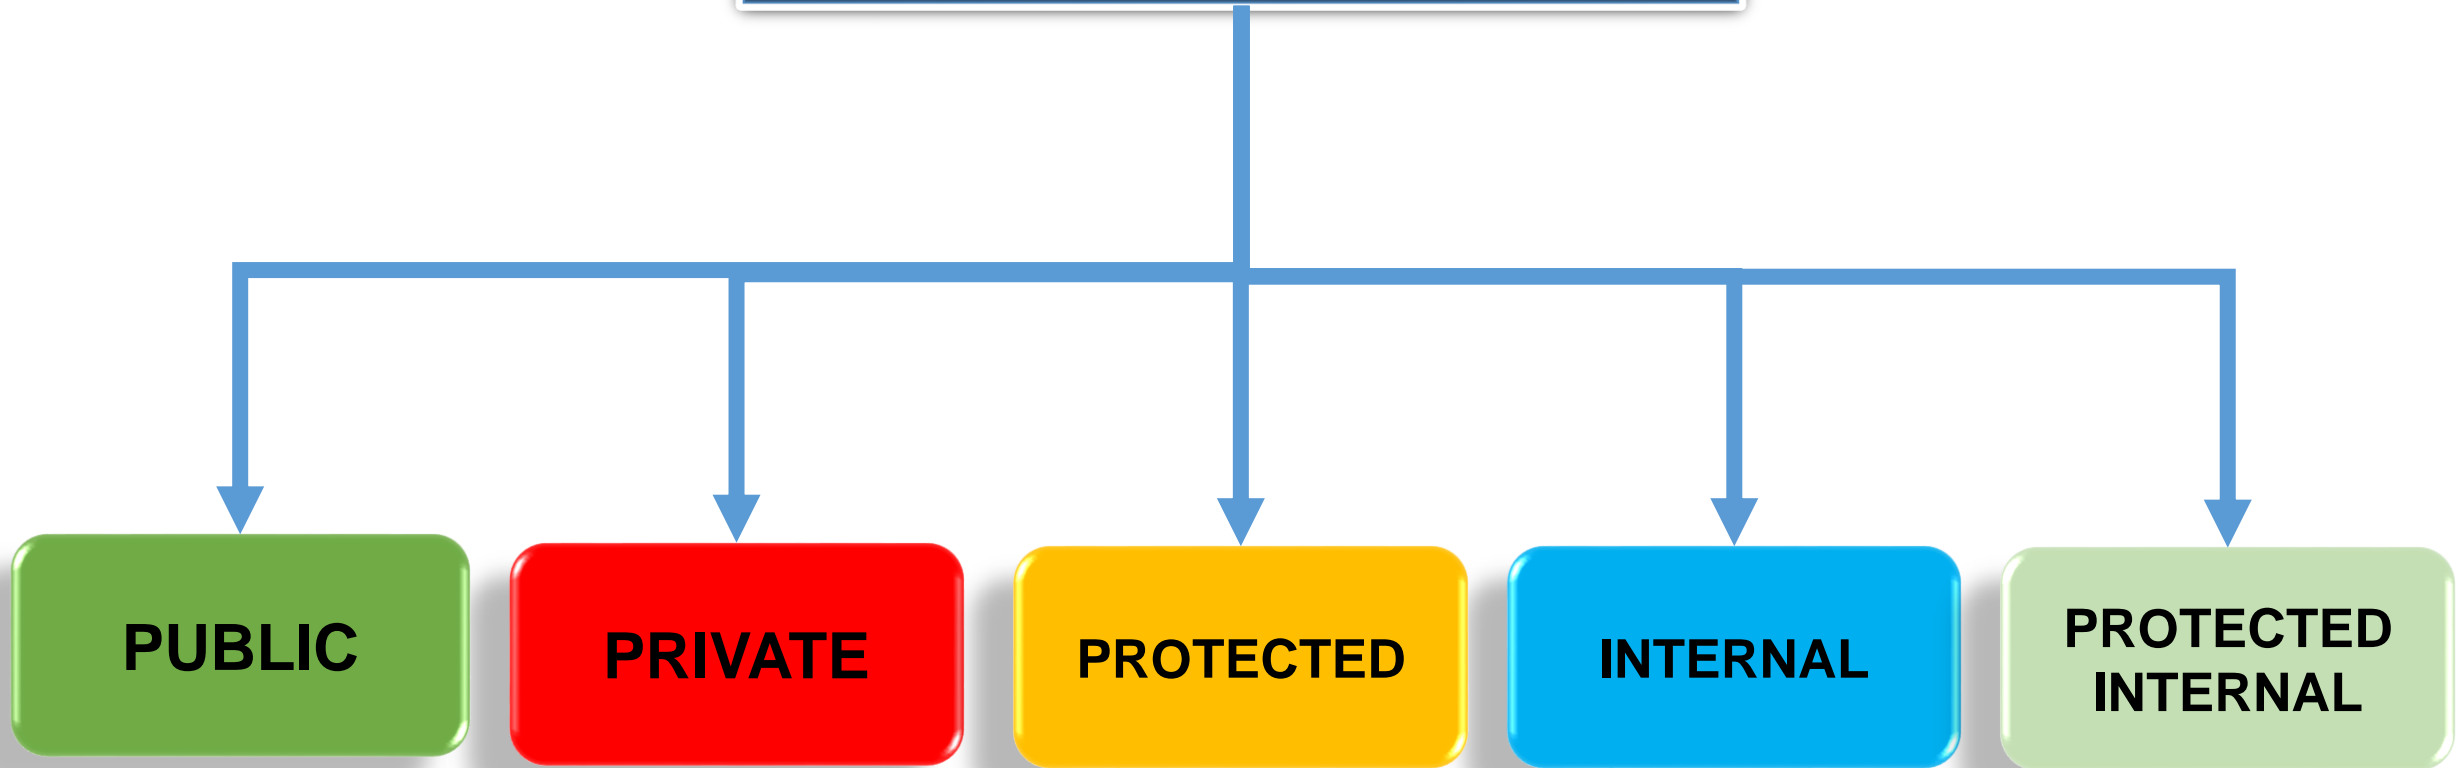 PUBLIC
PRIVATE
PROTECTED
INTERNAL
PROTECTED
INTERNAL